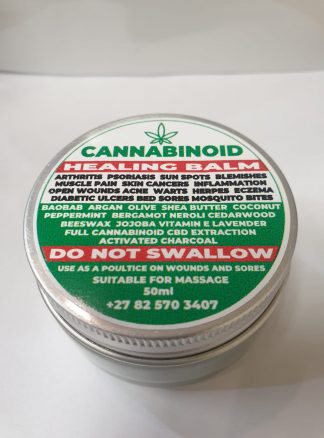 CANNABINOID
HEALING BALM
ARTHRITIS PSORIASIS SUN SPOTS BLEMISHES
MUSCLE PAIN SKIN CANCERS INFLAMMATION
OPEN WOUNDS ACNE WARTS HERPES ECZEMA
DIABETIC ULCERS BED SORES MOSQUITO BITES
BAOBAB ARGAN OLIVE SHEA BUTTER COCONUT
PEPPERMINT BERGAMOT NEROLI CEDARWOOD
BEESWAX JOJOBA VITAMIN E LAVENDER
FULL CANNABINOID CBD EXTRACTION
ACTIVATED CHARCOAL
DO NOT SWALLOW
USE AS A POULTICE ON WOUNDS AND SORES
SUITABLE FOR MASSAGE
50ml
+27 82 570 3407